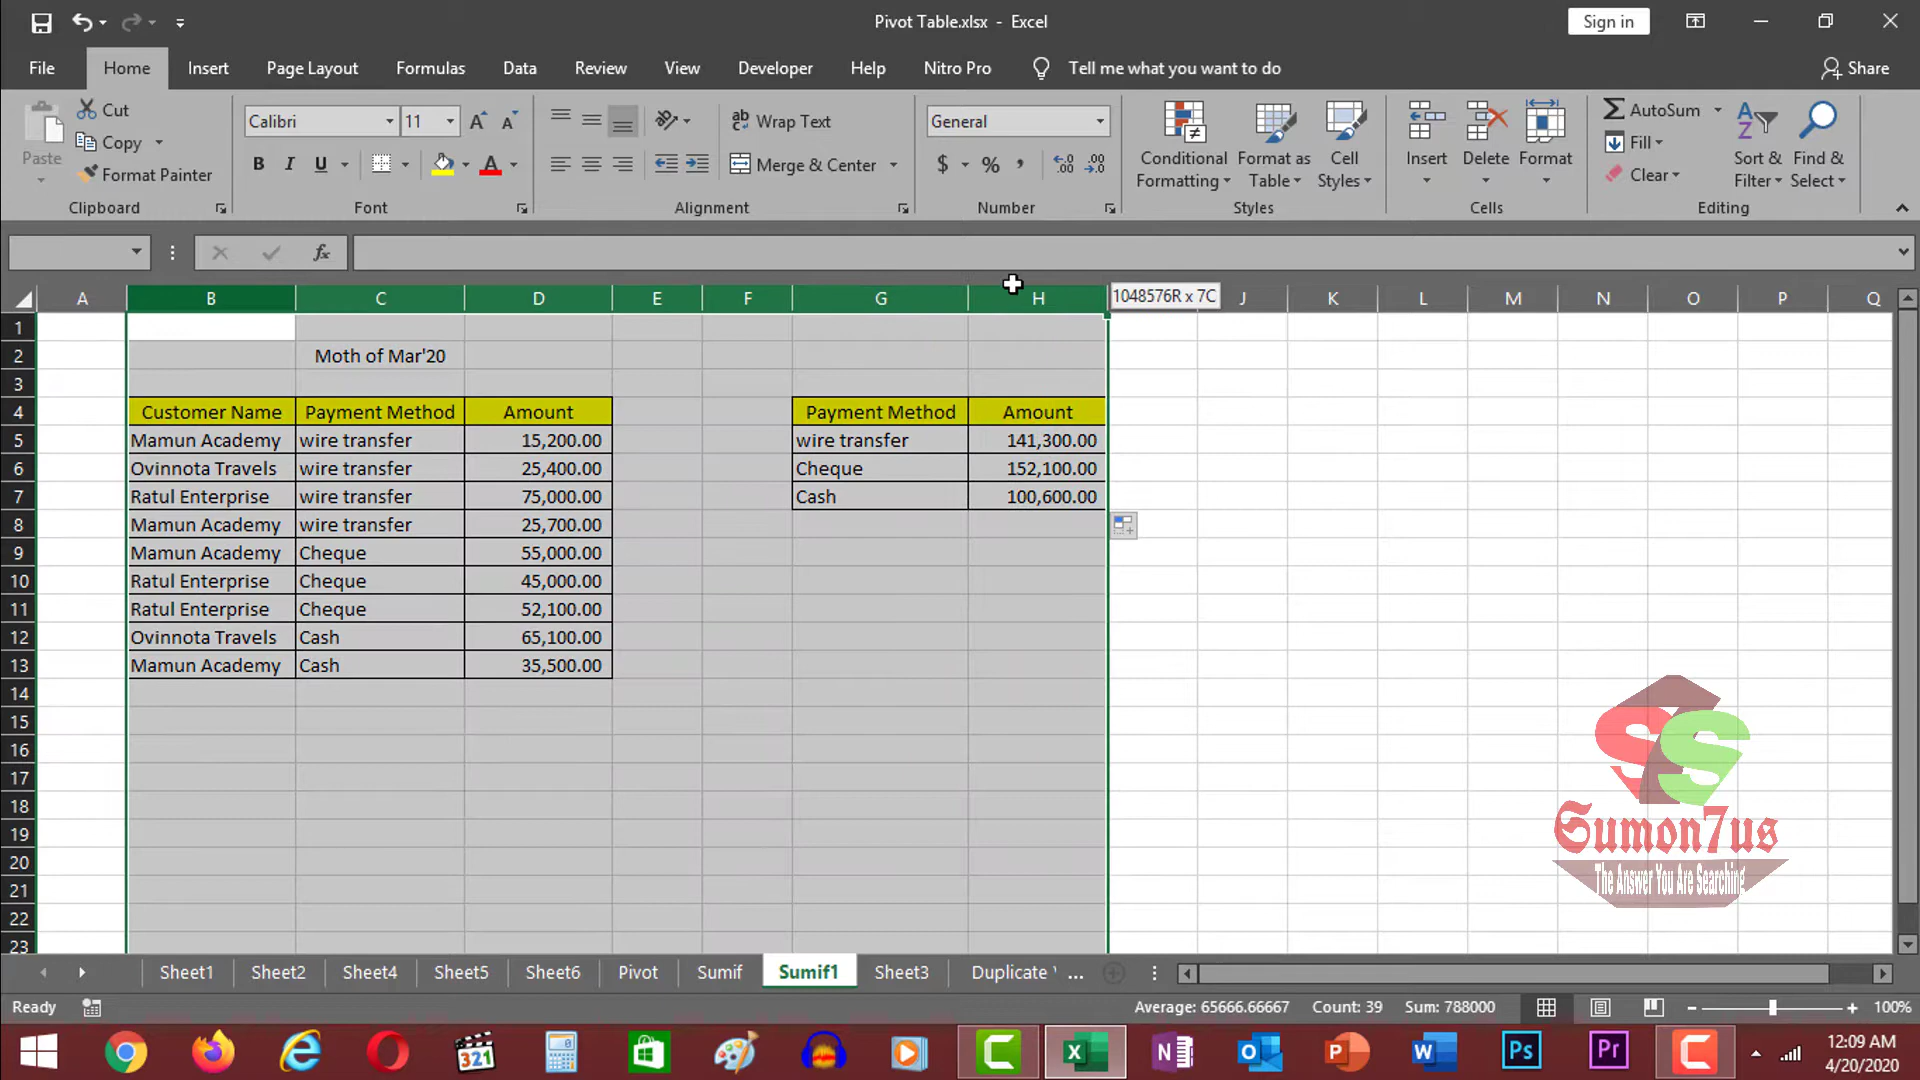 Pivot Table.xlsx - Excel
Sign in
File Home Insert Page Layout Formulas Data Review View Developer Help Nitro Pro Tell me what you want to do Share
Paste
Cut
Copy
Format Painter
Clipboard
Calibri 11
B I U A
Font
Wrap Text
Merge & Center
Alignment
General
$ % ,
Number
Conditional Formatting
Format as Table
Cell Styles
Styles
Insert
Delete
Format
Cells
AutoSum
Fill
Clear
Sort & Filter
Find & Select
Editing
fx
A B C D E F G H 1048576R x 7C J K L M N O P Q
1
2 Moth of Mar'20
3
4 Customer Name Payment Method Amount Payment Method Amount
5 Mamun Academy wire transfer 15,200.00 wire transfer 141,300.00
6 Ovinnota Travels wire transfer 25,400.00 Cheque 152,100.00
7 Ratul Enterprise wire transfer 75,000.00 Cash 100,600.00
8 Mamun Academy wire transfer 25,700.00
9 Mamun Academy Cheque 55,000.00
10 Ratul Enterprise Cheque 45,000.00
11 Ratul Enterprise Cheque 52,100.00
12 Ovinnota Travels Cash 65,100.00
13 Mamun Academy Cash 35,500.00
14
15
16
17
18
19
20
21
22
23
SS
Sumon7us
The Answer You Are Searching
Sheet1 Sheet2 Sheet4 Sheet5 Sheet6 Pivot Sumif Sumif1 Sheet3 Duplicate ...
Ready Average: 65666.66667 Count: 39 Sum: 788000 100%
321
12:09 AM
4/20/2020